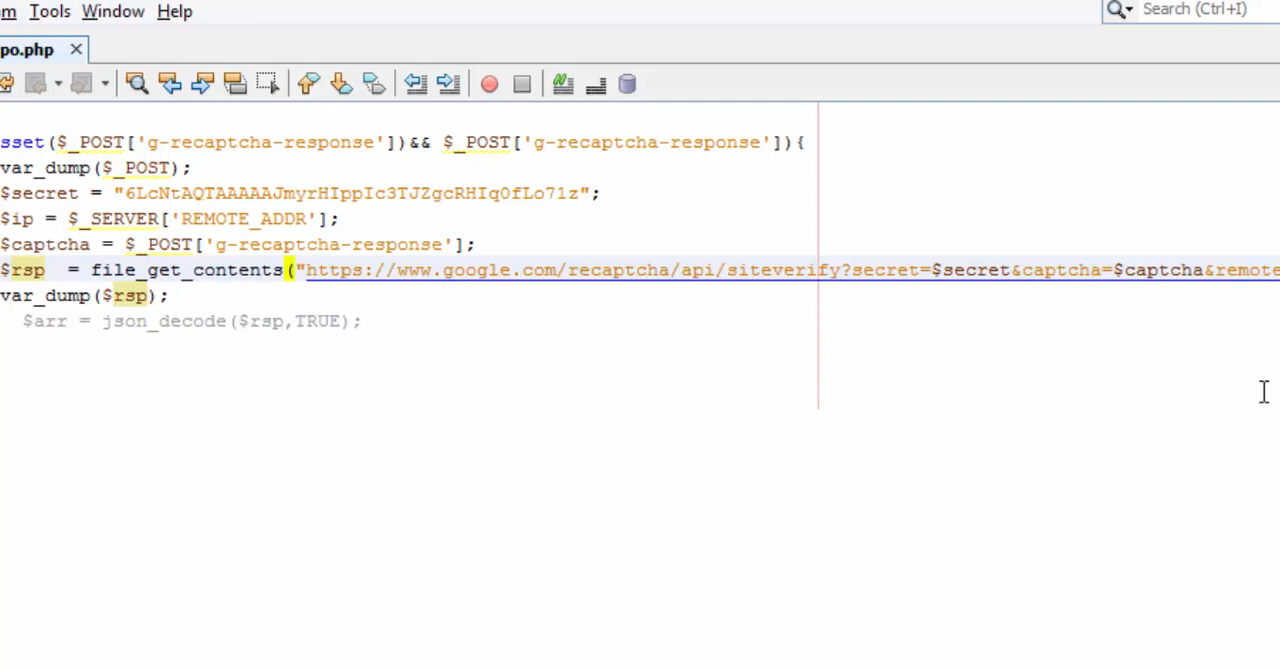 m Tools Window Help
Search (Ctrl+I)
po.php
sset($_POST['g-recaptcha-response'])&& $_POST['g-recaptcha-response']){
var_dump($_POST);
$secret = "6LcNtAQTAAAAAJmyrHIppIc3TJZgcRHIq0fLo71z";
$ip = $_SERVER['REMOTE_ADDR'];
$captcha = $_POST['g-recaptcha-response'];
$rsp  = file_get_contents("https://www.google.com/recaptcha/api/siteverify?secret=$secret&captcha=$captcha&remote
var_dump($rsp);
$arr = json_decode($rsp,TRUE);